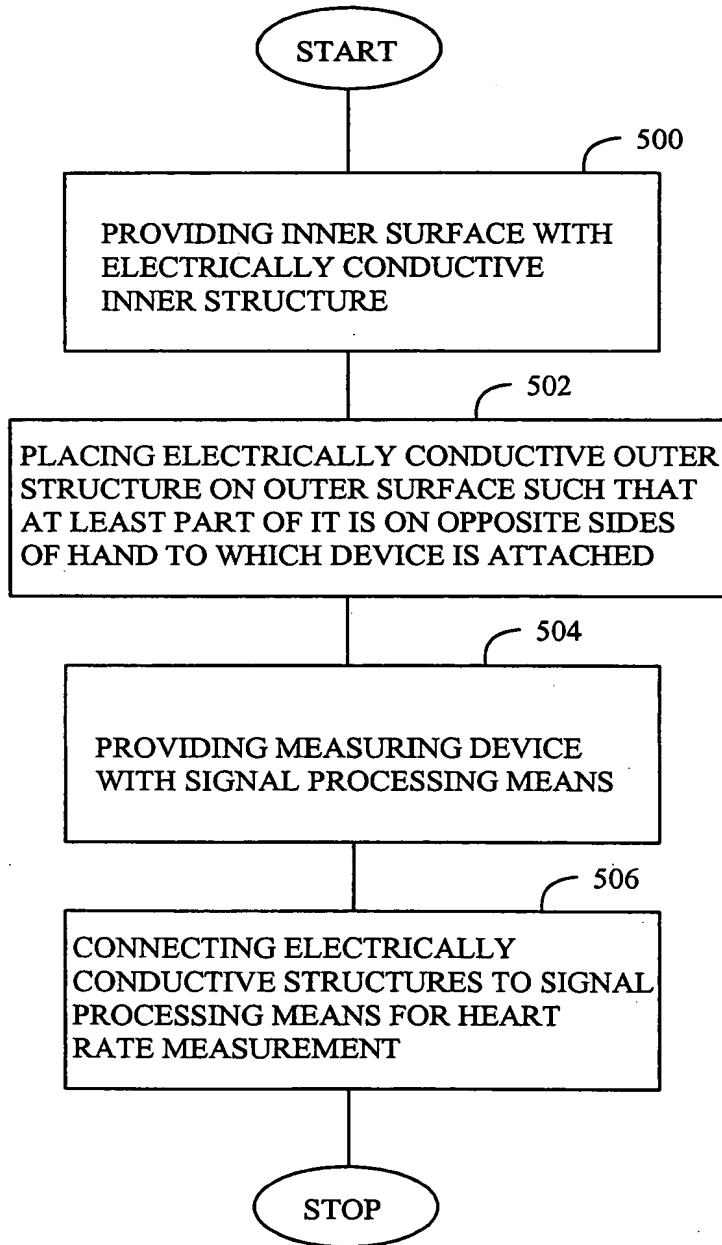 START
500
PROVIDING INNER SURFACE WITH
ELECTRICALLY CONDUCTIVE
INNER STRUCTURE
502
PLACING ELECTRICALLY CONDUCTIVE OUTER
STRUCTURE ON OUTER SURFACE SUCH THAT
AT LEAST PART OF IT IS ON OPPOSITE SIDES
OF HAND TO WHICH DEVICE IS ATTACHED
504
PROVIDING MEASURING DEVICE
WITH SIGNAL PROCESSING MEANS
506
CONNECTING ELECTRICALLY
CONDUCTIVE STRUCTURES TO SIGNAL
PROCESSING MEANS FOR HEART
RATE MEASUREMENT
STOP